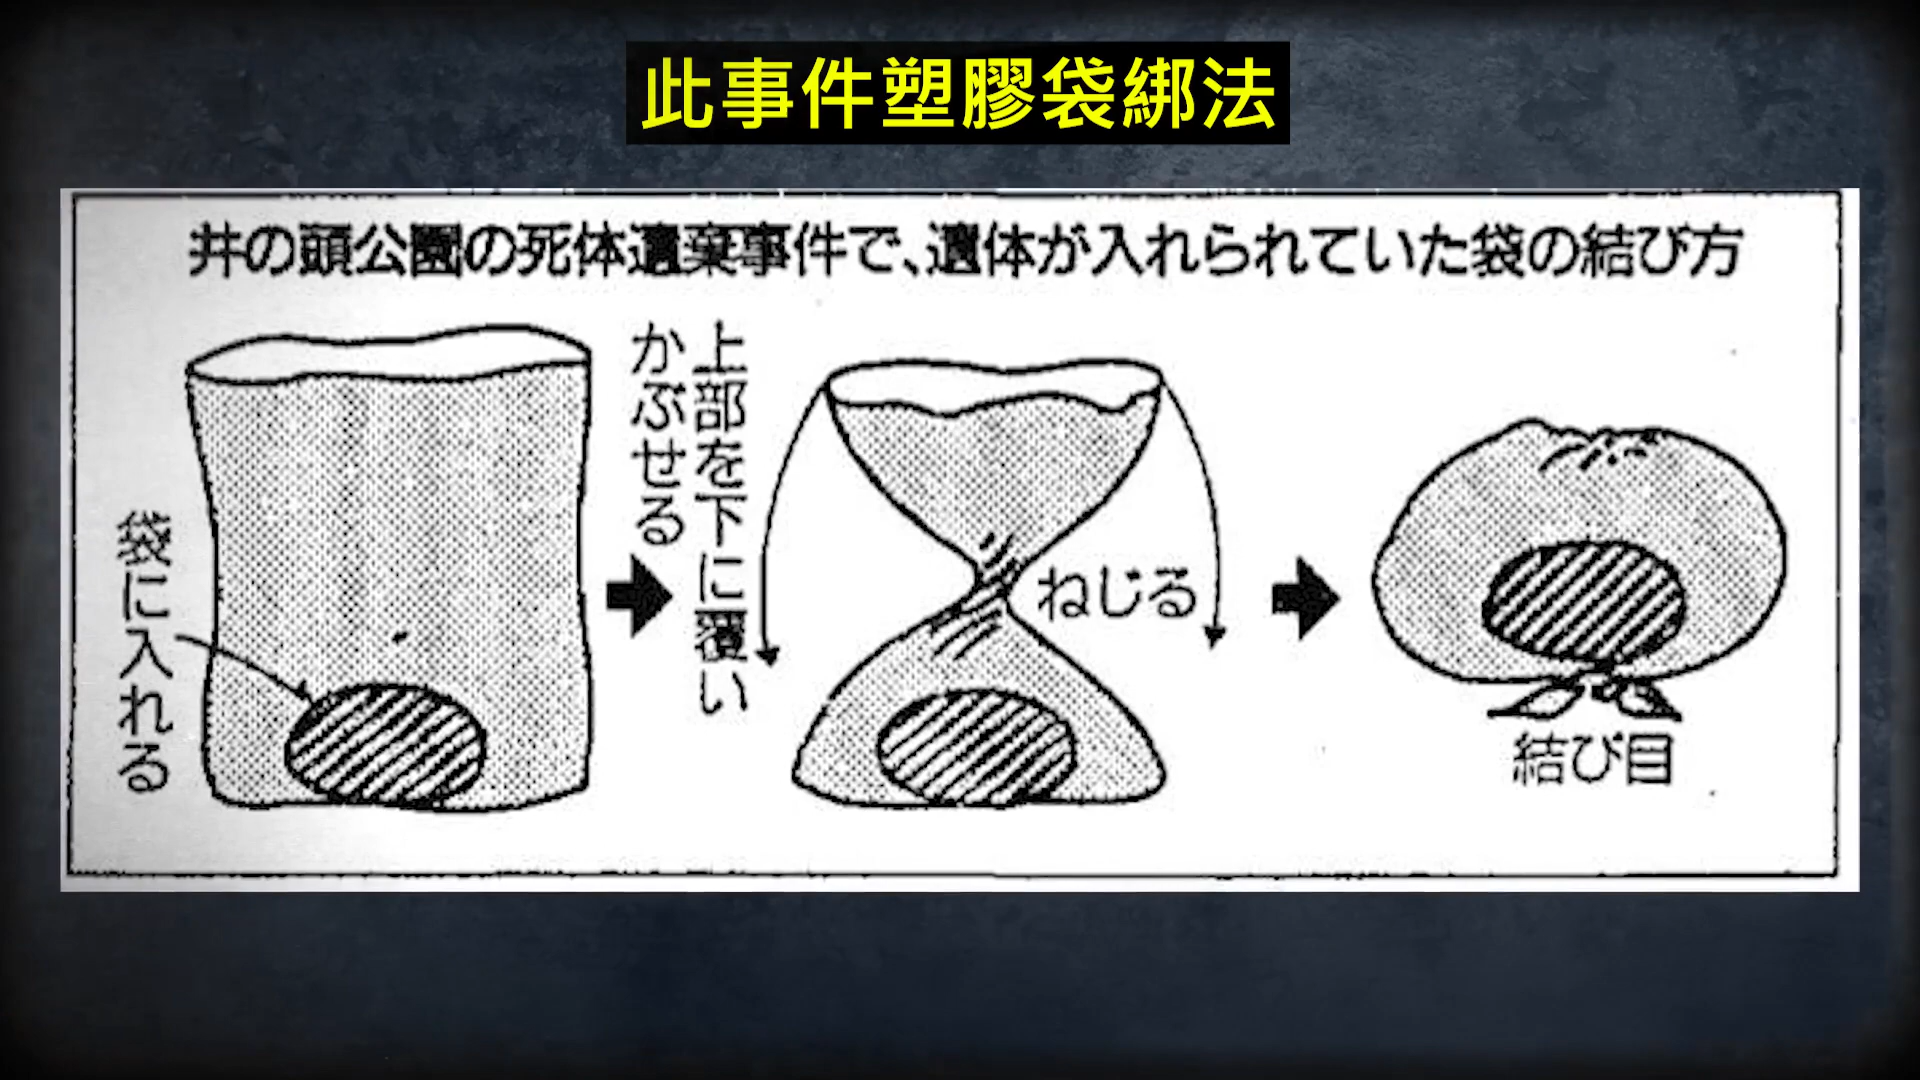 此事件塑膠袋綁法
井の頭公園の死体遺棄事件で、遺体が入れられていた袋の結び方
袋に入れる
上部を下に覆い
かぶせる
ねじる
結び目